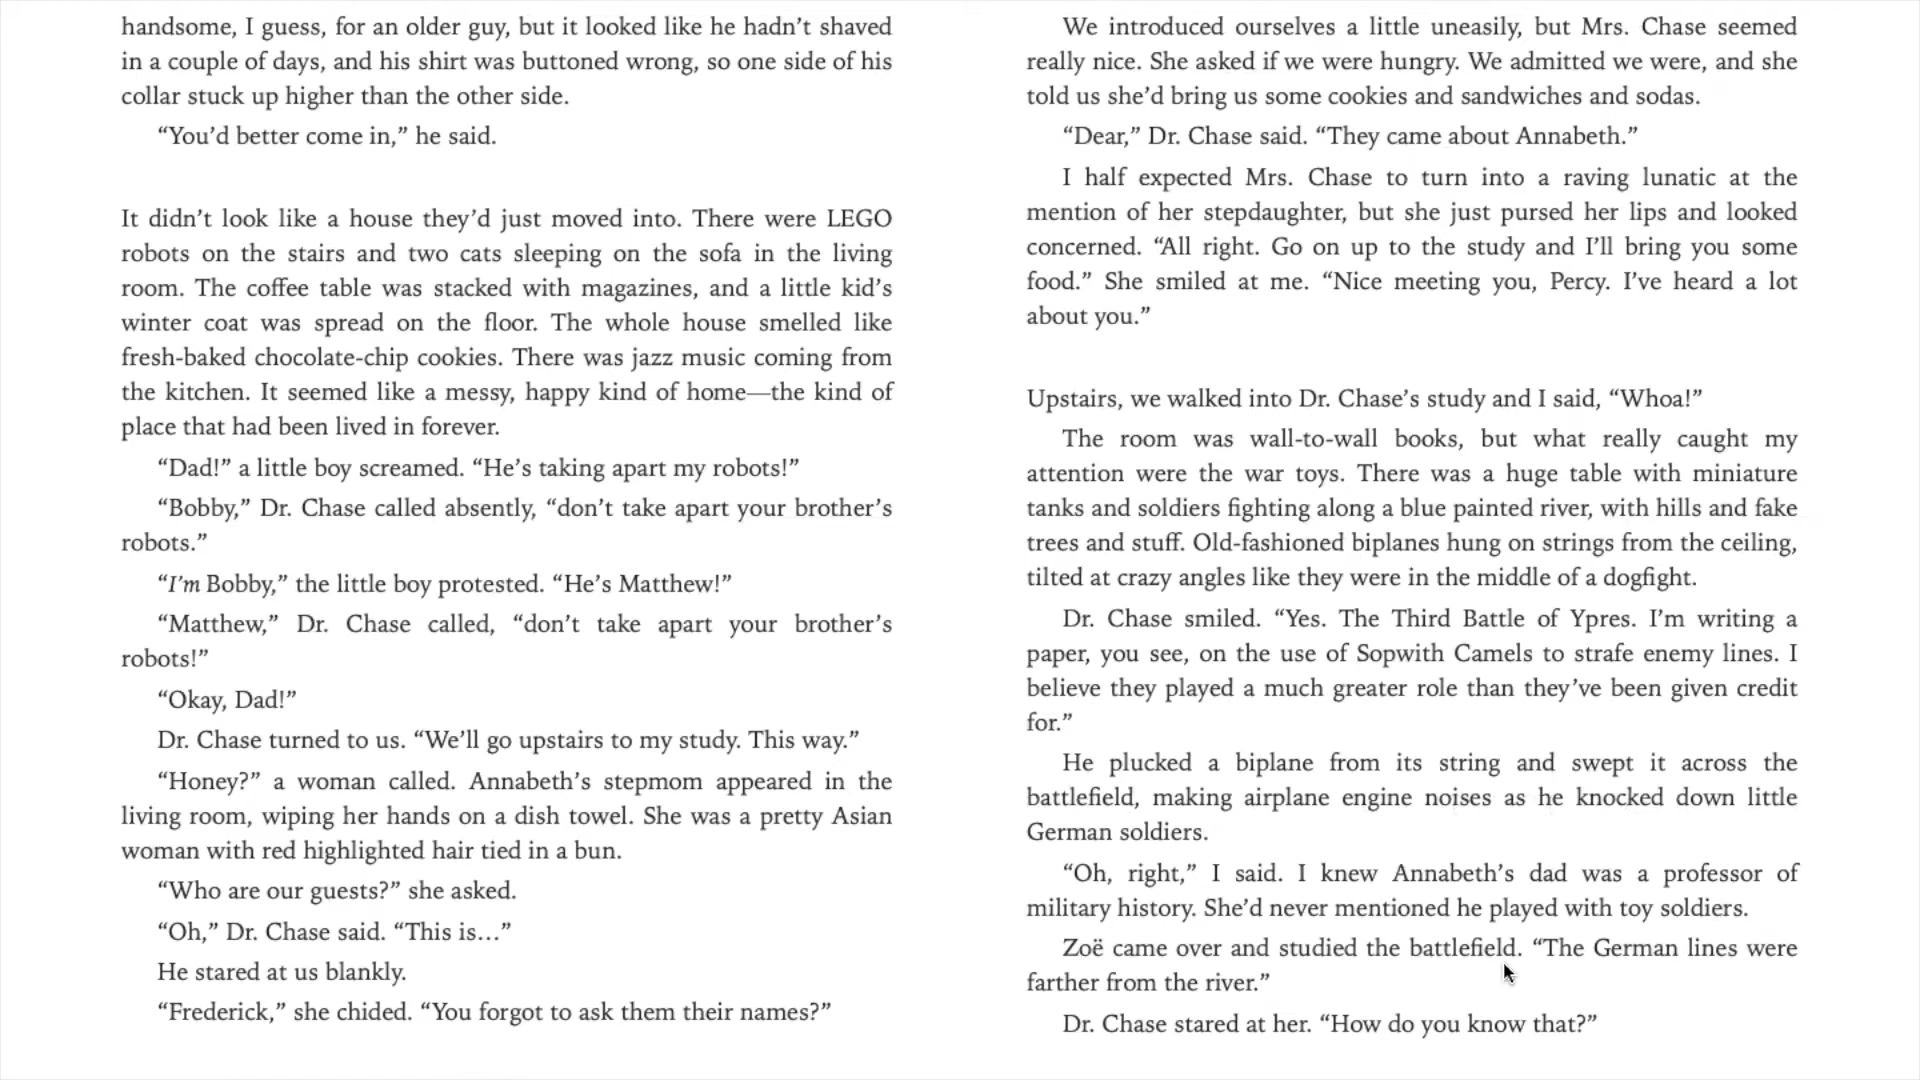 handsome, I guess, for an older guy, but it looked like he hadn’t shaved
in a couple of days, and his shirt was buttoned wrong, so one side of his
collar stuck up higher than the other side.
“You’d better come in,” he said.
It didn’t look like a house they’d just moved into. There were LEGO
robots on the stairs and two cats sleeping on the sofa in the living
room. The coffee table was stacked with magazines, and a little kid’s
winter coat was spread on the floor. The whole house smelled like
fresh-baked chocolate-chip cookies. There was jazz music coming from
the kitchen. It seemed like a messy, happy kind of home—the kind of
place that had been lived in forever.
“Dad!” a little boy screamed. “He’s taking apart my robots!”
“Bobby,” Dr. Chase called absently, “don’t take apart your brother’s
robots.”
“I’m Bobby,” the little boy protested. “He’s Matthew!”
“Matthew,” Dr. Chase called, “don’t take apart your brother’s
robots!”
“Okay, Dad!”
Dr. Chase turned to us. “We’ll go upstairs to my study. This way.”
“Honey?” a woman called. Annabeth’s stepmom appeared in the
living room, wiping her hands on a dish towel. She was a pretty Asian
woman with red highlighted hair tied in a bun.
“Who are our guests?” she asked.
“Oh,” Dr. Chase said. “This is…”
He stared at us blankly.
“Frederick,” she chided. “You forgot to ask them their names?”
We introduced ourselves a little uneasily, but Mrs. Chase seemed
really nice. She asked if we were hungry. We admitted we were, and she
told us she’d bring us some cookies and sandwiches and sodas.
“Dear,” Dr. Chase said. “They came about Annabeth.”
I half expected Mrs. Chase to turn into a raving lunatic at the
mention of her stepdaughter, but she just pursed her lips and looked
concerned. “All right. Go on up to the study and I’ll bring you some
food.” She smiled at me. “Nice meeting you, Percy. I’ve heard a lot
about you.”
Upstairs, we walked into Dr. Chase’s study and I said, “Whoa!”
The room was wall-to-wall books, but what really caught my
attention were the war toys. There was a huge table with miniature
tanks and soldiers fighting along a blue painted river, with hills and fake
trees and stuff. Old-fashioned biplanes hung on strings from the ceiling,
tilted at crazy angles like they were in the middle of a dogfight.
Dr. Chase smiled. “Yes. The Third Battle of Ypres. I’m writing a
paper, you see, on the use of Sopwith Camels to strafe enemy lines. I
believe they played a much greater role than they’ve been given credit
for.”
He plucked a biplane from its string and swept it across the
battlefield, making airplane engine noises as he knocked down little
German soldiers.
“Oh, right,” I said. I knew Annabeth’s dad was a professor of
military history. She’d never mentioned he played with toy soldiers.
Zoë came over and studied the battlefield. “The German lines were
farther from the river.”
Dr. Chase stared at her. “How do you know that?”